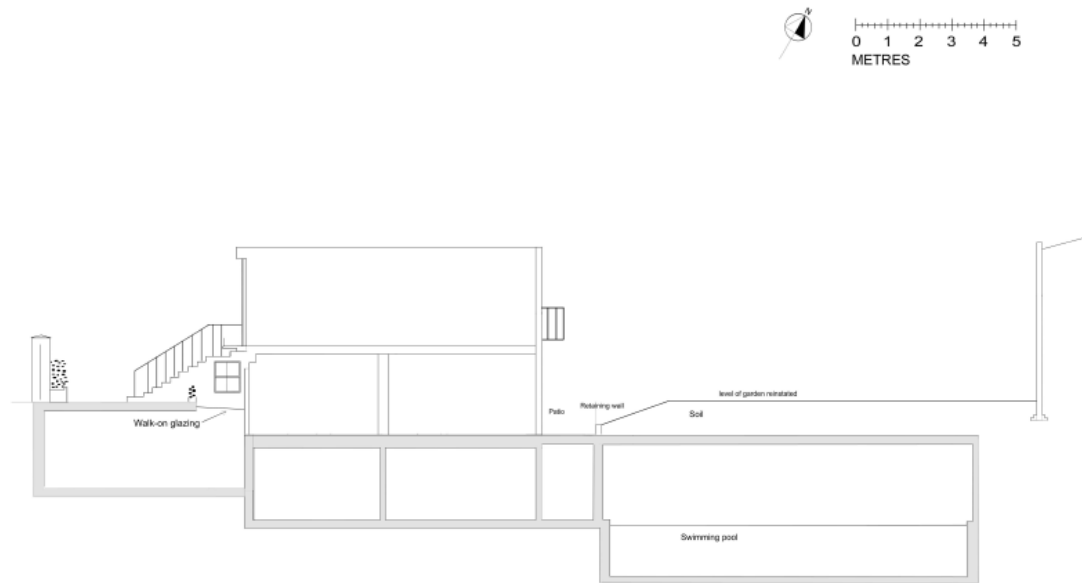 N
0 1 2 3 4 5
METRES
level of garden reinstated
Patio
Retaining wall
Soil
Walk-on glazing
Swimming pool